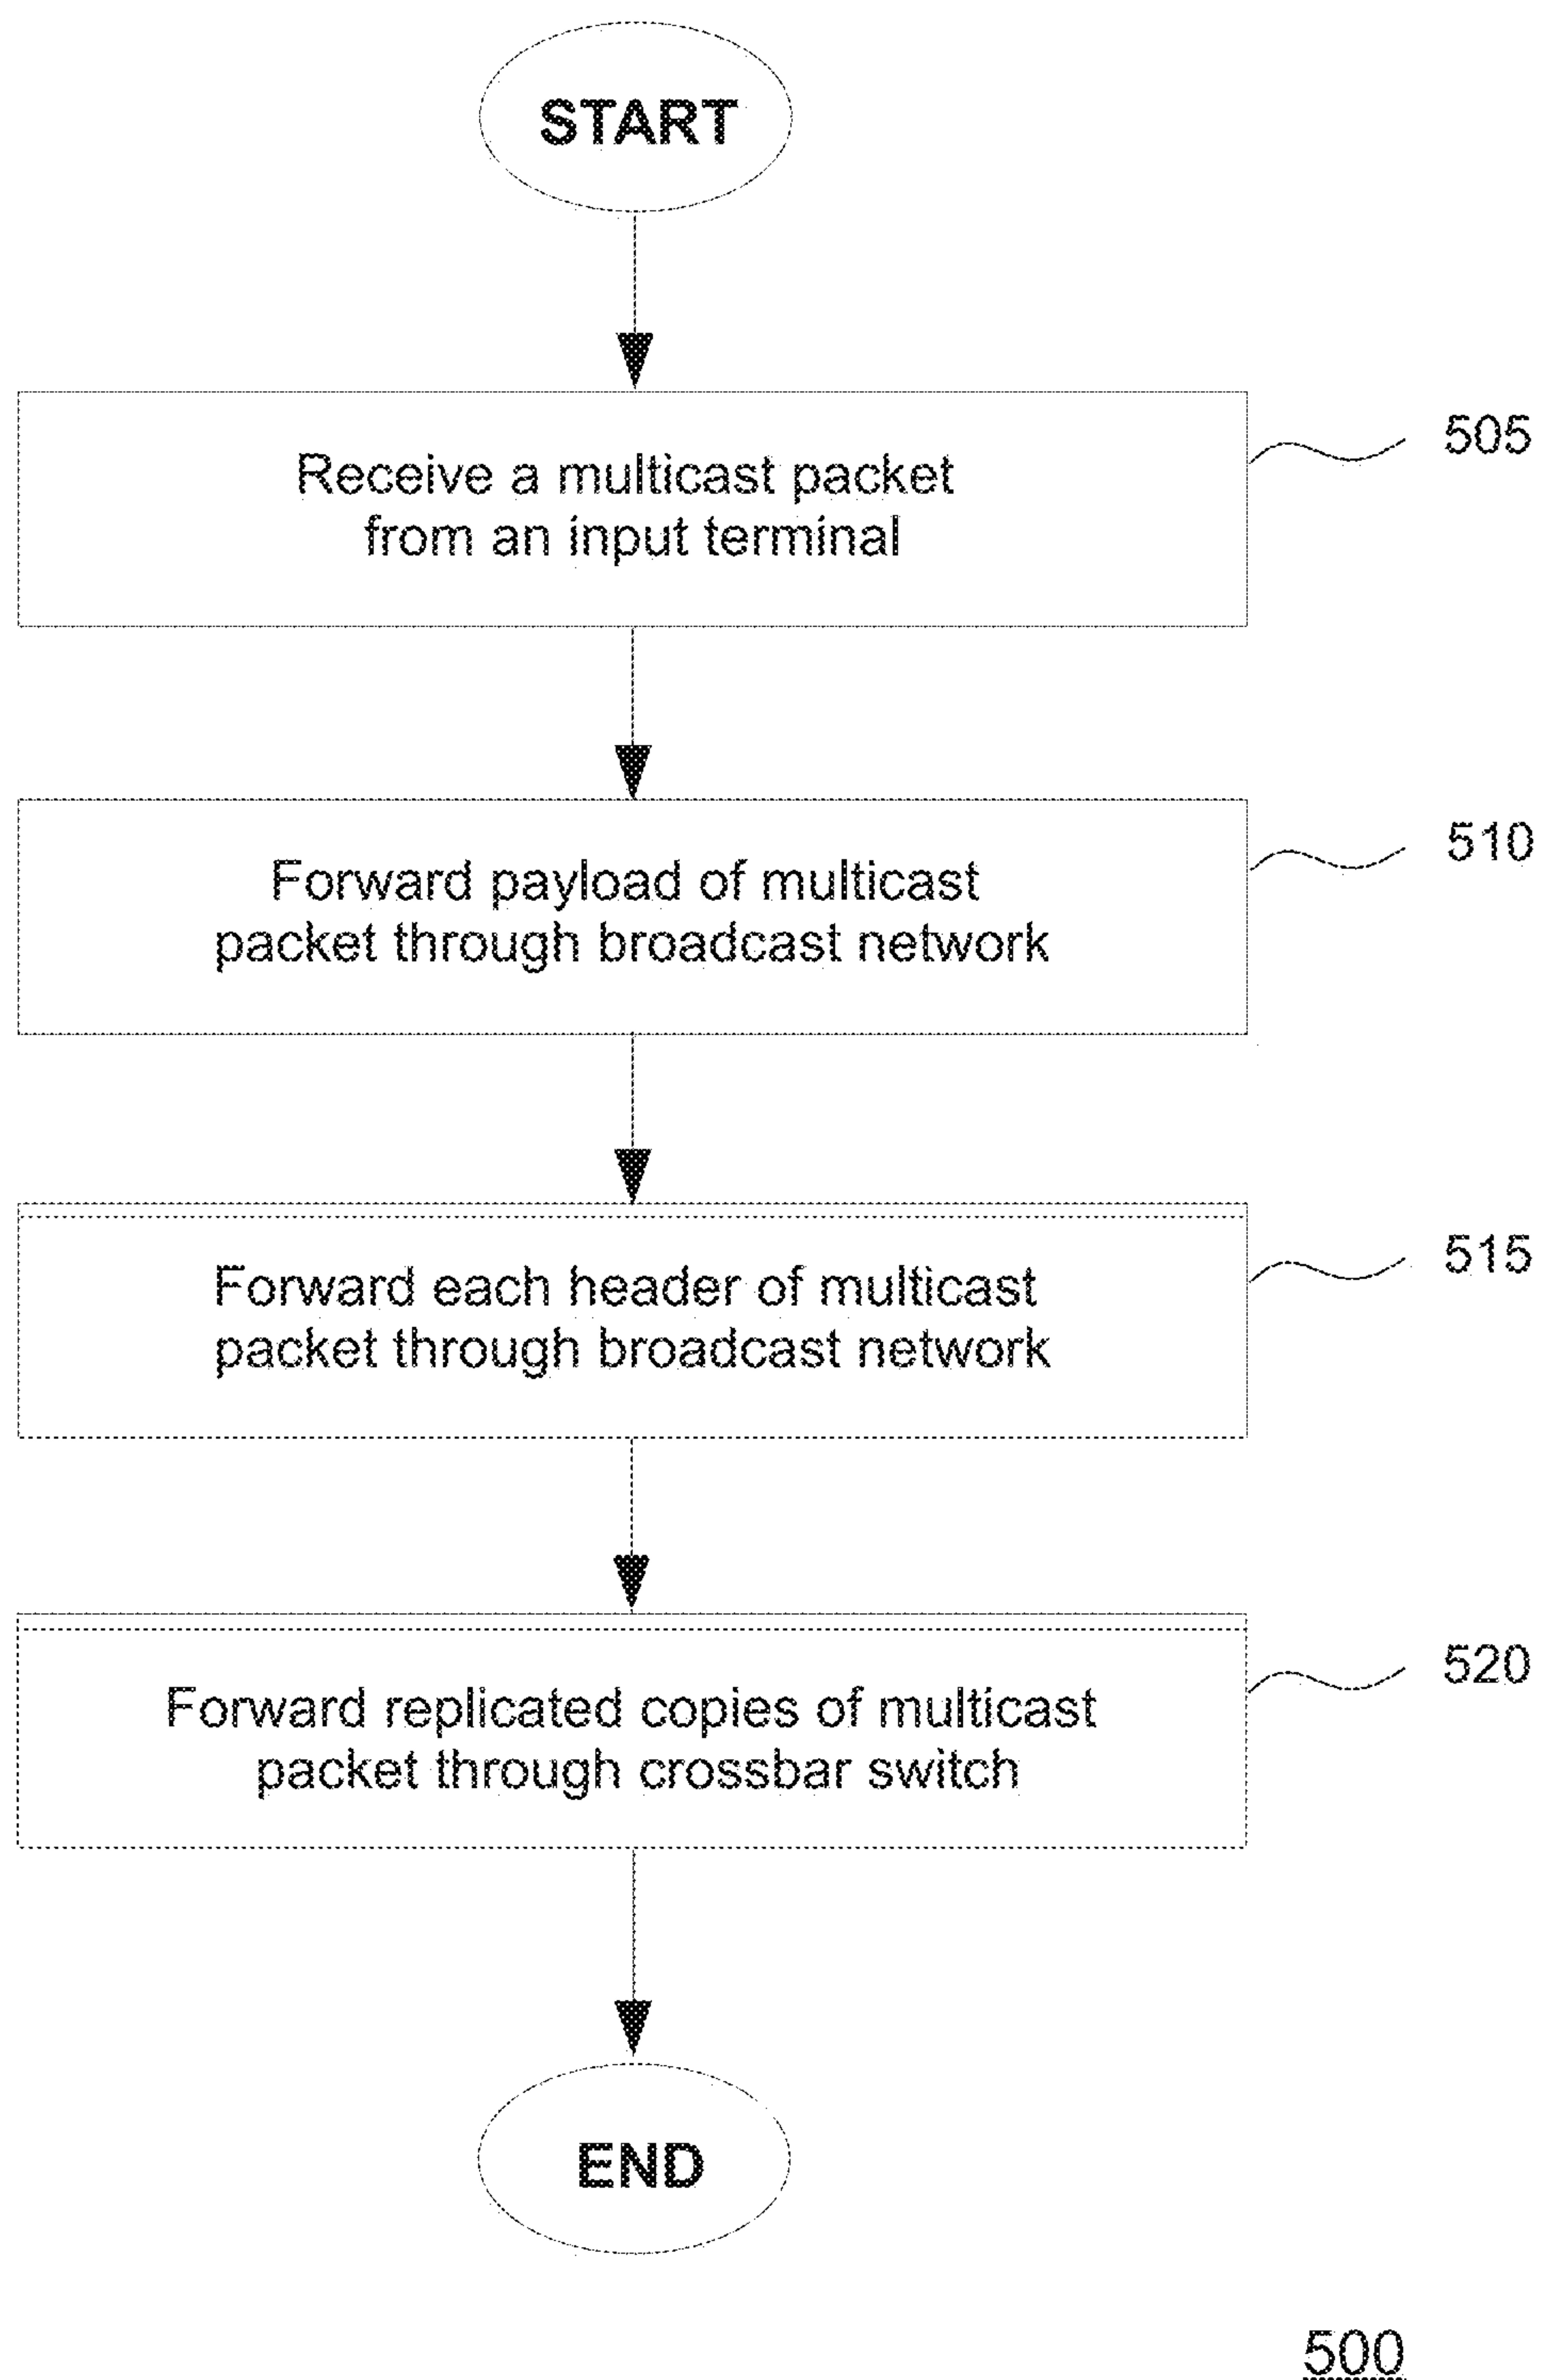 START
Receive a multicast packet
from an input terminal
505
Forward payload of multicast
packet through broadcast network
510
Forward each header of multicast
packet through broadcast network
515
Forward replicated copies of multicast
packet through crossbar switch
520
END
500